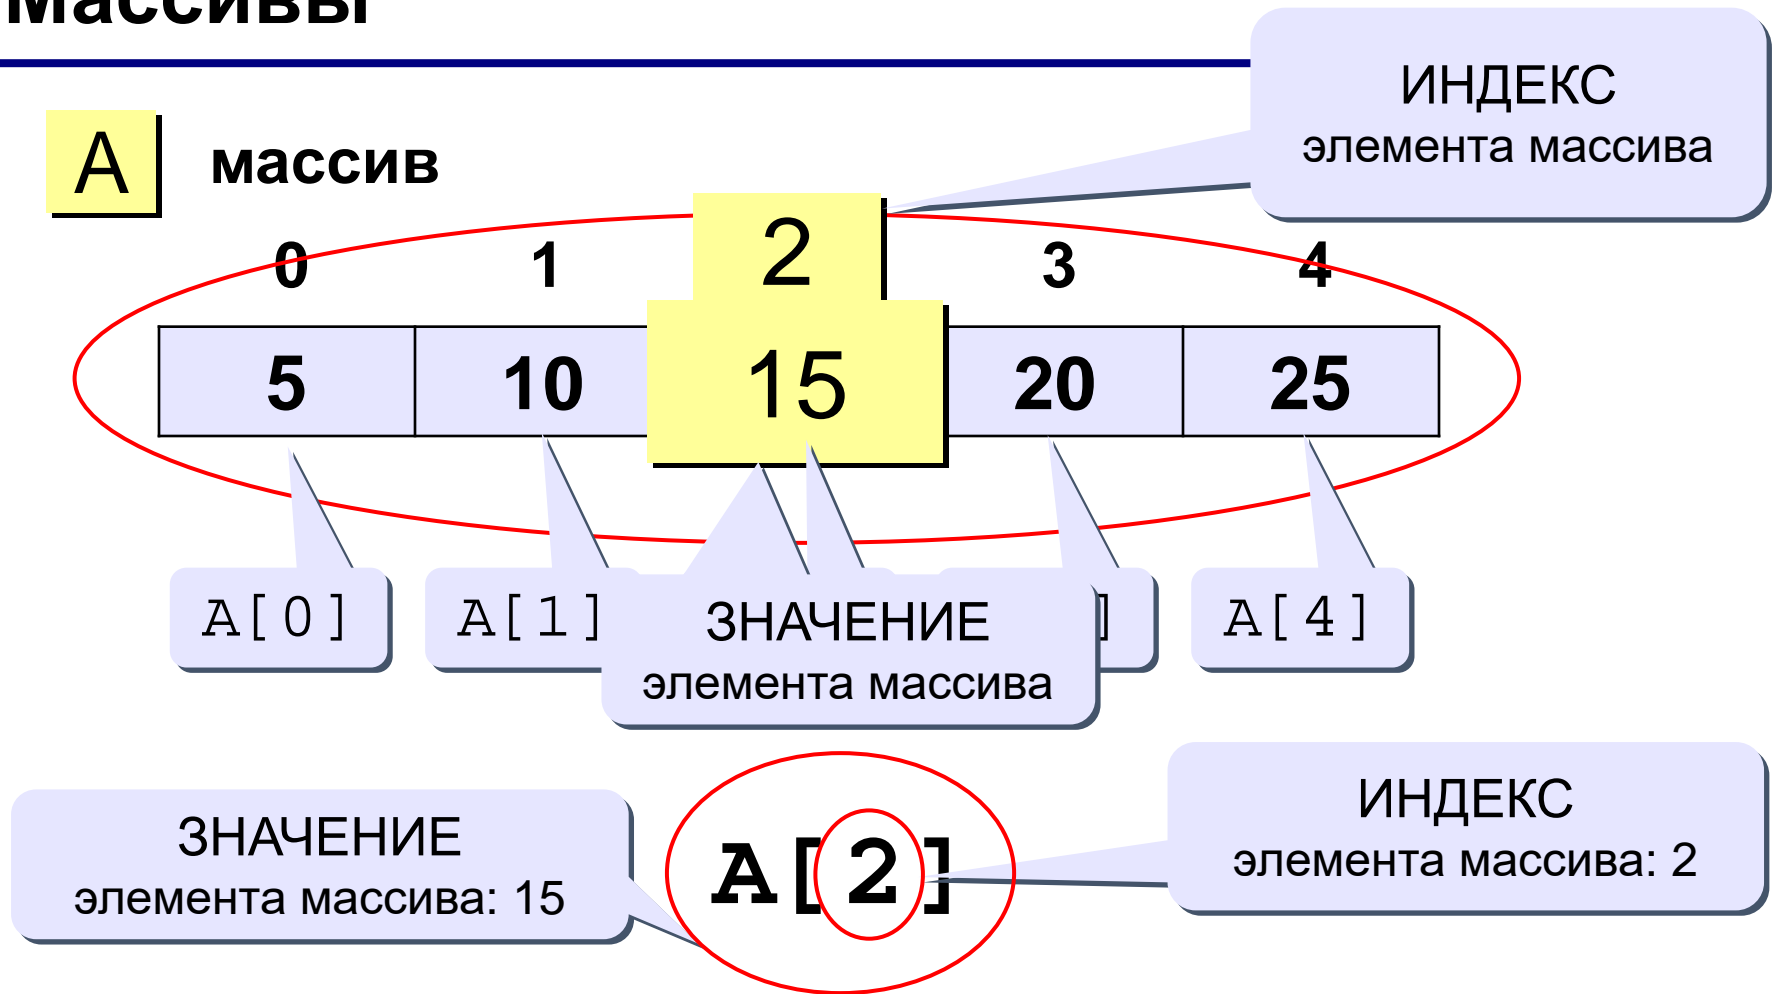 Массивы
ИНДЕКС
элемента массива
A массив
0 1 2 3 4
5 10 15 20 25
A[0] A[1] ] A[4]
ЗНАЧЕНИЕ
элемента массива
ЗНАЧЕНИЕ
элемента массива: 15
A[2]
ИНДЕКС
элемента массива: 2